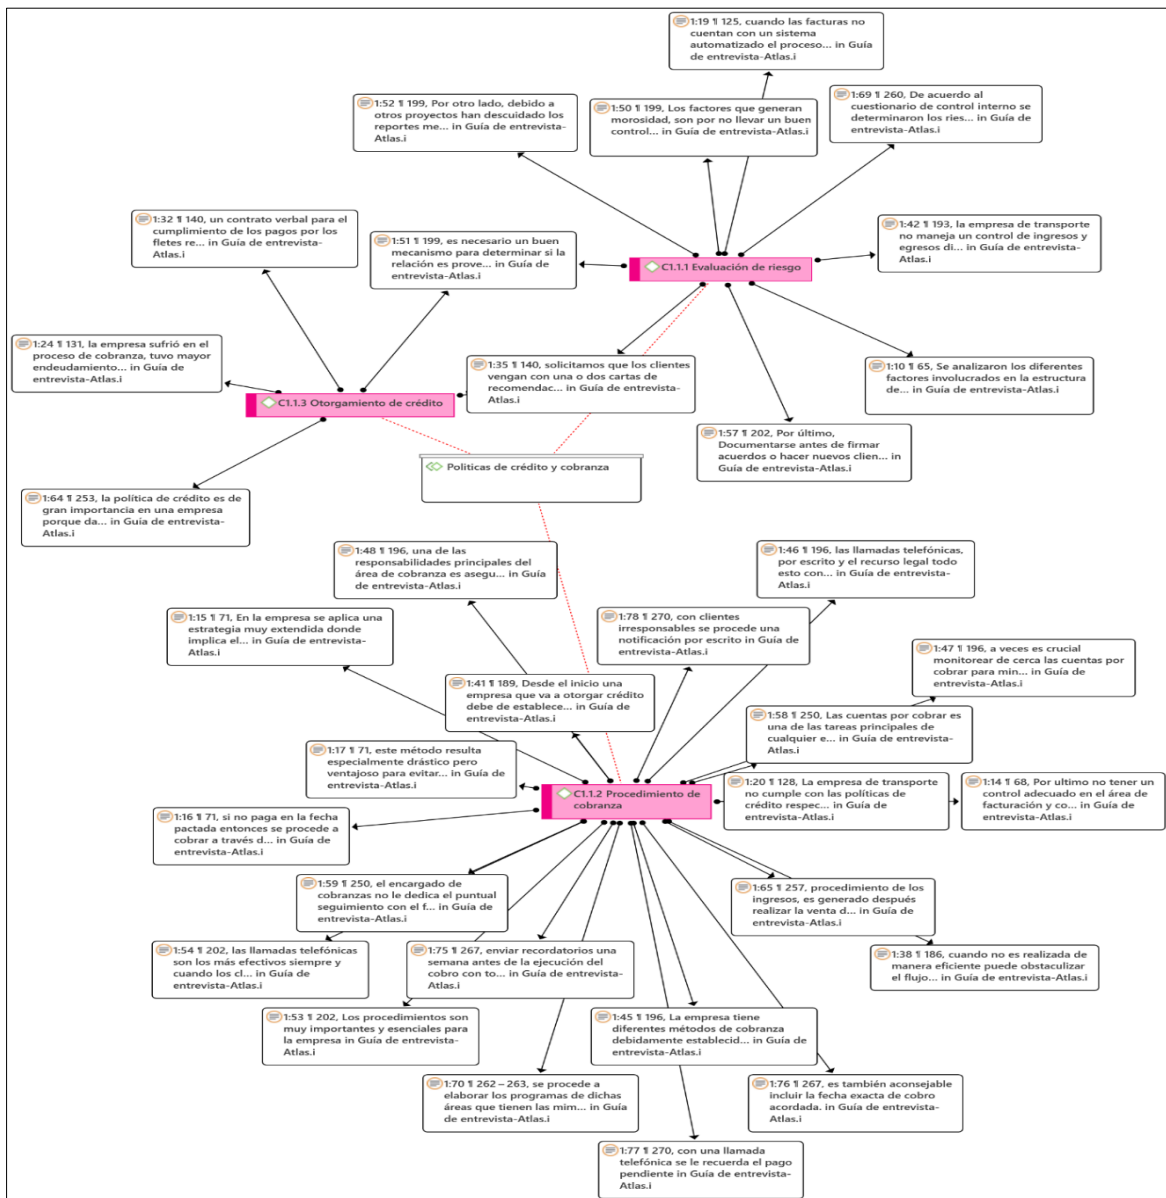 1:19 ¶ 125, cuando las facturas no
cuentan con un sistema
automatizado el proceso... in Guía
de entrevista-Atlas.i
1:52 ¶ 199, Por otro lado, debido a
otros proyectos han descuidado los
reportes me... in Guía de entrevista-
Atlas.i
1:50 ¶ 199, Los factores que generan
morosidad, son por no llevar un buen
control... in Guía de entrevista-Atlas.i
1:69 ¶ 260, De acuerdo al
cuestionario de control interno se
determinaron los ries... in Guía de
entrevista-Atlas.i
1:32 ¶ 140, un contrato verbal para el
cumplimiento de los pagos por los
fletes re... in Guía de entrevista-
Atlas.i
1:51 ¶ 199, es necesario un buen
mecanismo para determinar si la
relación es prove... in Guía de
entrevista-Atlas.i
1:42 ¶ 193, la empresa de transporte
no maneja un control de ingresos y
egresos di... in Guía de entrevista-
Atlas.i
C1.1.1 Evaluación de riesgo
1:24 ¶ 131, la empresa sufrió en el
proceso de cobranza, tuvo mayor
endeudamiento... in Guía de
entrevista-Atlas.i
1:35 ¶ 140, solicitamos que los clientes
vengan con una o dos cartas de
recomendac... in Guía de entrevista-
Atlas.i
1:10 ¶ 65, Se analizaron los diferentes
factores involucrados en la estructura
de... in Guía de entrevista-Atlas.i
C1.1.3 Otorgamiento de crédito
1:57 ¶ 202, Por último,
Documentarse antes de firmar
acuerdos o hacer nuevos clien... in
Guía de entrevista-Atlas.i
Políticas de crédito y cobranza
1:64 ¶ 253, la política de crédito es de
gran importancia en una empresa
porque da... in Guía de entrevista-
Atlas.i
1:48 ¶ 196, una de las
responsabilidades principales del
área de cobranza es asegu... in Guía
de entrevista-Atlas.i
1:46 ¶ 196, las llamadas telefónicas,
por escrito y el recurso legal todo
esto con... in Guía de entrevista-
Atlas.i
1:15 ¶ 71, En la empresa se aplica una
estrategia muy extendida donde
implica el... in Guía de entrevista-
Atlas.i
1:78 ¶ 270, con clientes
irresponsables se procede una
notificación por escrito in Guía de
entrevista-Atlas.i
1:47 ¶ 196, a veces es crucial
monitorear de cerca las cuentas por
cobrar para min... in Guía de
entrevista-Atlas.i
1:41 ¶ 189, Desde el inicio una
empresa que va a otorgar crédito
debe de establece... in Guía de
entrevista-Atlas.i
1:58 ¶ 250, Las cuentas por cobrar es
una de las tareas principales de
cualquier e... in Guía de entrevista-
Atlas.i
1:17 ¶ 71, este método resulta
especialmente drástico pero
ventajoso para evitar... in Guía de
entrevista-Atlas.i
C1.1.2 Procedimiento de
cobranza
1:20 ¶ 128, La empresa de transporte
no cumple con las políticas de
crédito respec... in Guía de
entrevista-Atlas.i
1:14 ¶ 68, Por ultimo no tener un
control adecuado en el área de
facturación y co... in Guía de
entrevista-Atlas.i
1:16 ¶ 71, si no paga en la fecha
pactada entonces se procede a
cobrar a través d... in Guía de
entrevista-Atlas.i
1:59 ¶ 250, el encargado de
cobranzas no le dedica el puntual
seguimiento con el f... in Guía de
entrevista-Atlas.i
1:65 ¶ 257, procedimiento de los
ingresos, es generado después
realizar la venta d... in Guía de
entrevista-Atlas.i
1:54 ¶ 202, las llamadas telefónicas
son los más efectivos siempre y
cuando los cl... in Guía de
entrevista-Atlas.i
1:75 ¶ 267, enviar recordatorios una
semana antes de la ejecución del
cobro con to... in Guía de entrevista-
Atlas.i
1:38 ¶ 186, cuando no es realizada de
manera eficiente puede obstaculizar
el flujo... in Guía de entrevista-Atlas.i
1:53 ¶ 202, Los procedimientos son
muy importantes y esenciales para
la empresa in Guía de entrevista-
Atlas.i
1:45 ¶ 196, La empresa tiene
diferentes métodos de cobranza
debidamente establecid... in Guía de
entrevista-Atlas.i
1:70 ¶ 262 – 263, se procede a
elaborar los programas de dichas
áreas que tienen las mim... in Guía
de entrevista-Atlas.i
1:76 ¶ 267, es también aconsejable
incluir la fecha exacta de cobro
acordada. in Guía de entrevista-
Atlas.i
1:77 ¶ 270, con una llamada
telefónica se le recuerda el pago
pendiente in Guía de entrevista-
Atlas.i